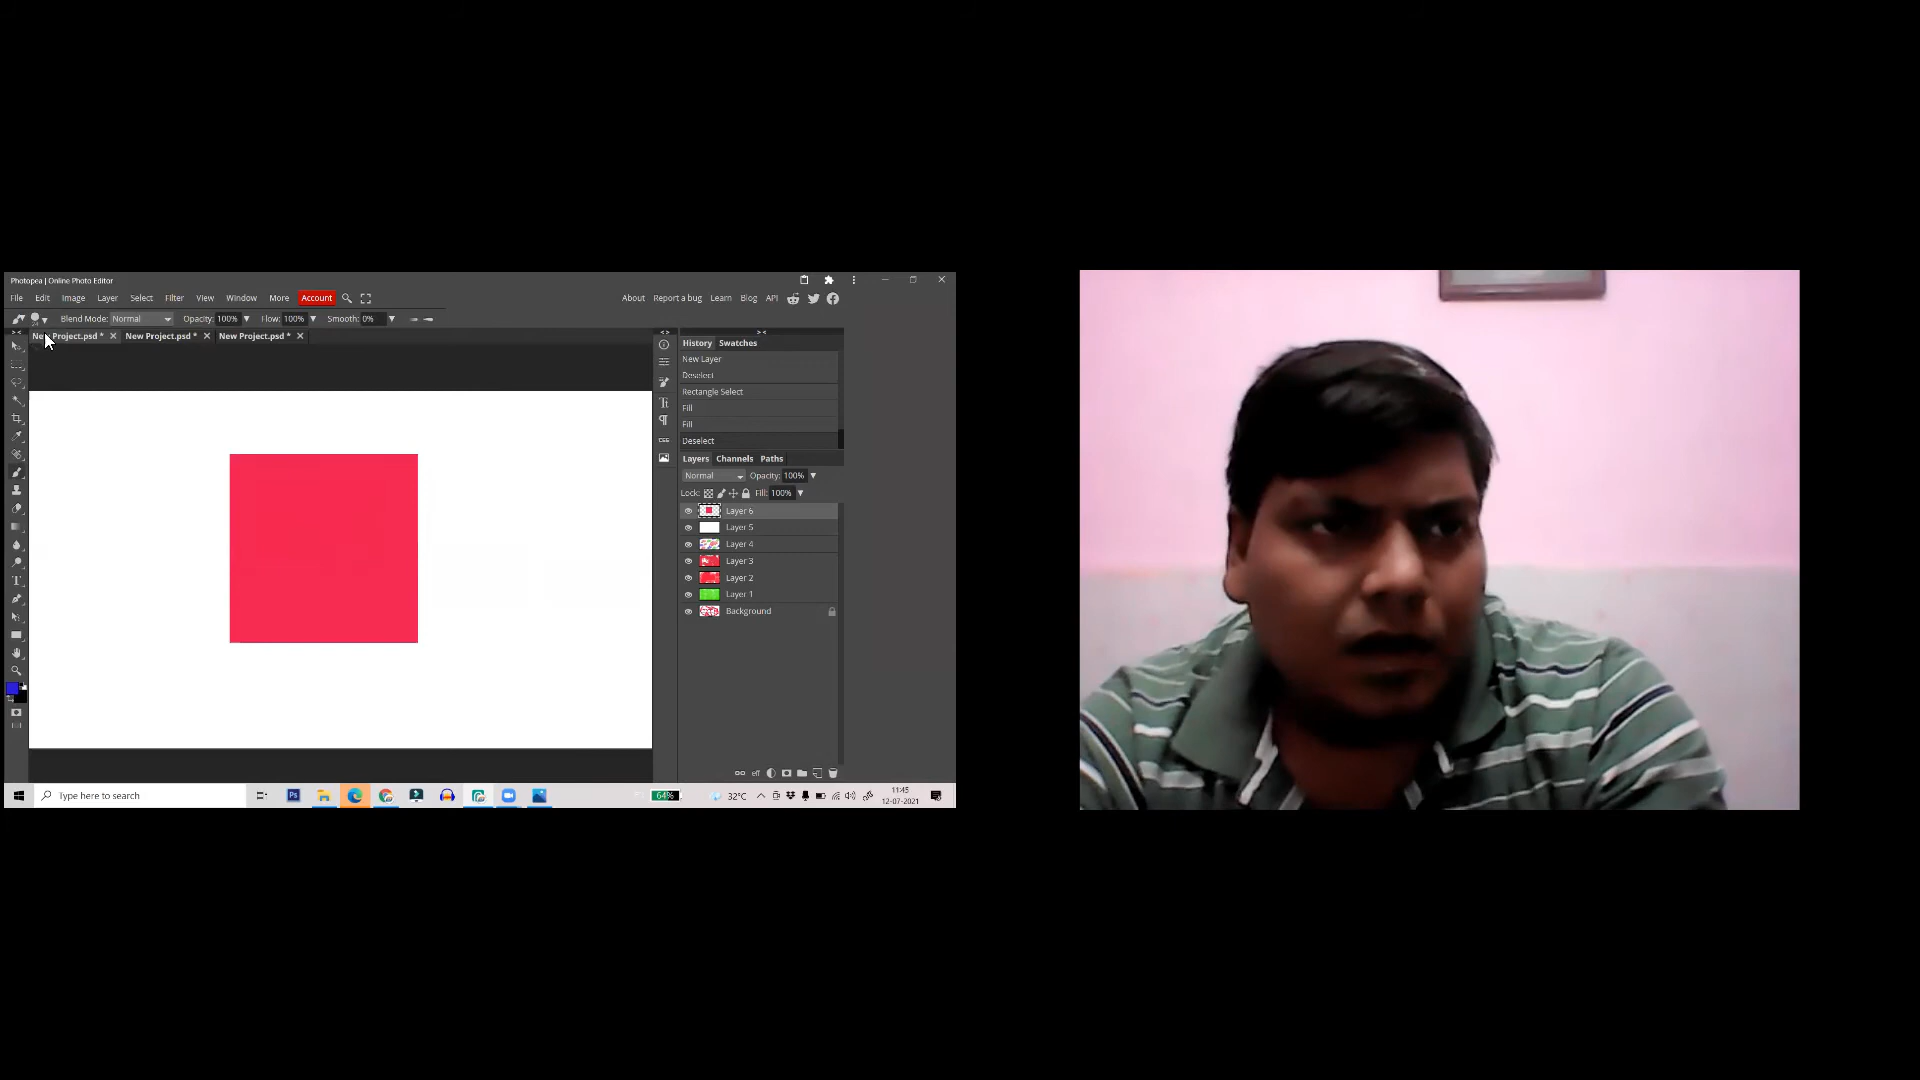 Photopea | Online Photo Editor
File Edit Image Layer Select Filter View Window More Account
About Report a bug Learn Blog API
Blend Mode: Normal Opacity: 100% Flow: 100% Smooth: 0%
New Project.psd * New Project.psd * New Project.psd *
History Swatches
New Layer
Deselect
Rectangle Select
Fill
Fill
Deselect
Layers Channels Paths
Normal Opacity: 100%
Lock: Fill: 100%
Layer 6
Layer 5
Layer 4
Layer 3
Layer 2
Layer 1
Background
eff
Type here to search
Ps
64%
32°C
11:45
12-07-2021